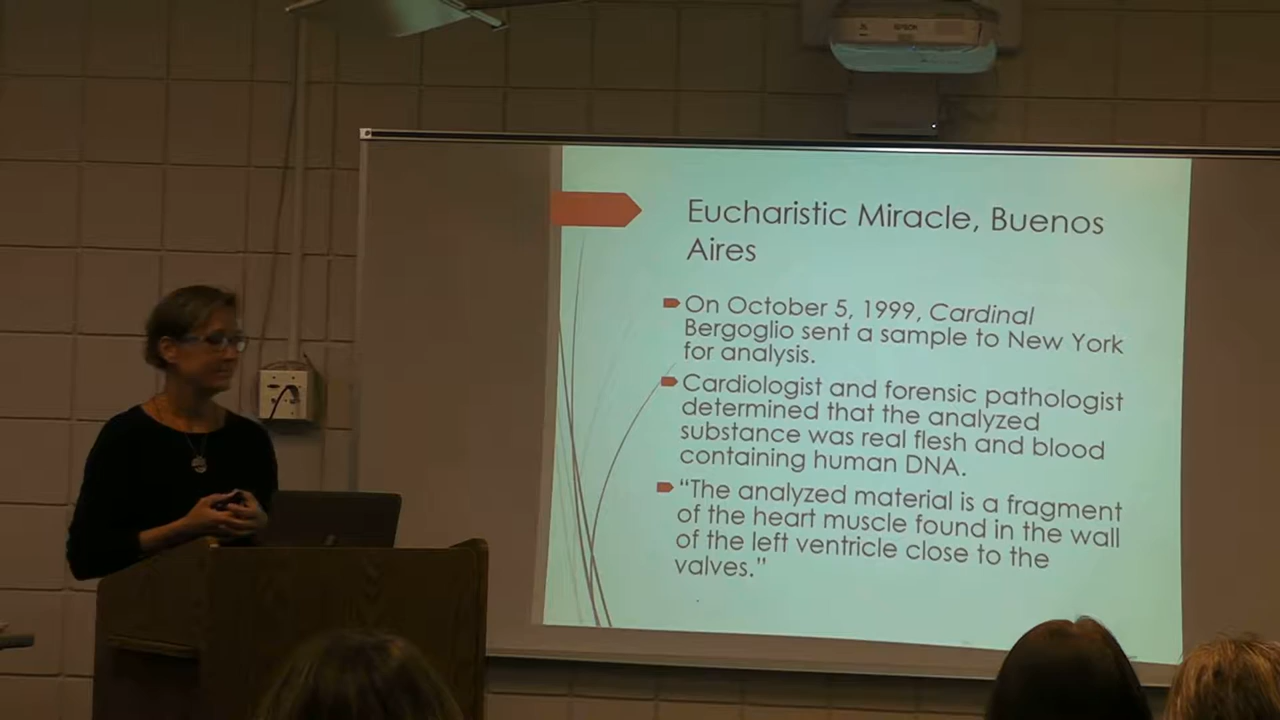 EPSON
Eucharistic Miracle, Buenos
Aires
On October 5, 1999, Cardinal
Bergoglio sent a sample to New York
for analysis.
Cardiologist and forensic pathologist
determined that the analyzed
substance was real flesh and blood
containing human DNA.
“The analyzed material is a fragment
of the heart muscle found in the wall
of the left ventricle close to the
valves.”